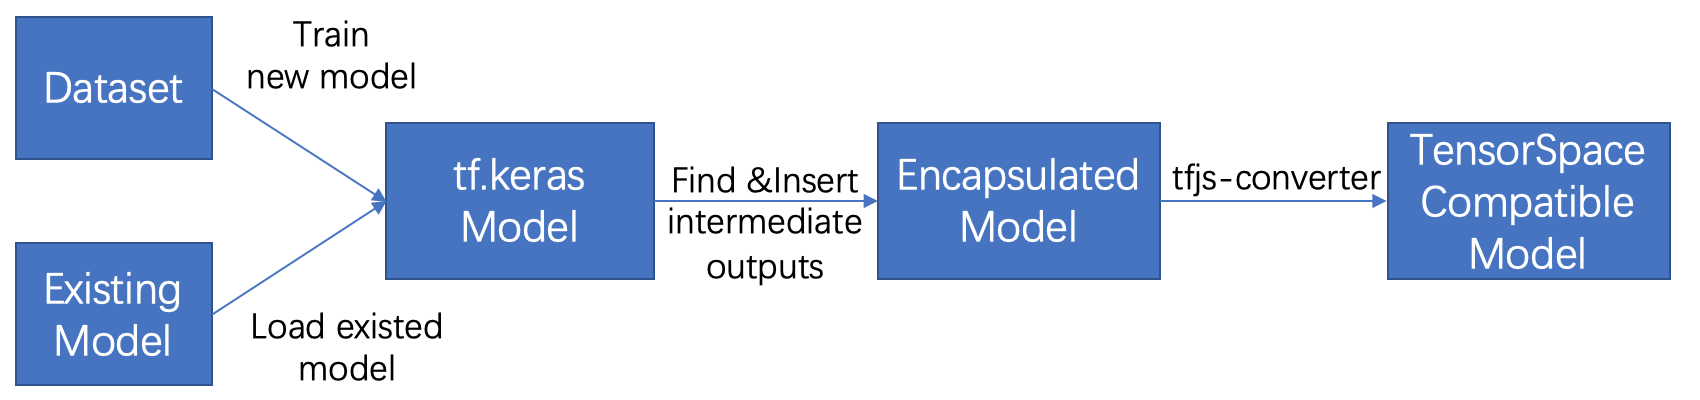 Dataset
Train
new model
Existing
Model
Load existed
model
tf.keras
Model
Find &Insert
intermediate
outputs
Encapsulated
Model
tfjs-converter
TensorSpace
Compatible
Model